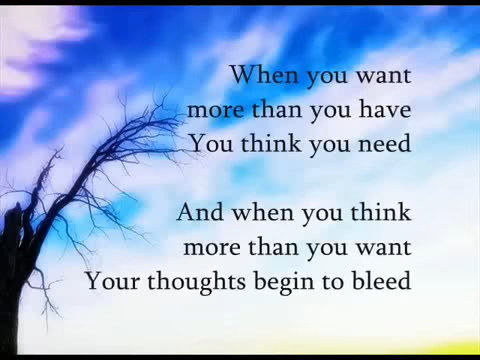 When you want
more than you have
You think you need
And when you think
more than you want
Your thoughts begin to bleed